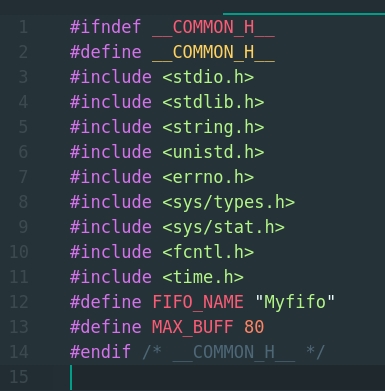 1 #ifndef __COMMON_H__
2 #define __COMMON_H__
3 #include <stdio.h>
4 #include <stdlib.h>
5 #include <string.h>
6 #include <unistd.h>
7 #include <errno.h>
8 #include <sys/types.h>
9 #include <sys/stat.h>
10 #include <fcntl.h>
11 #include <time.h>
12 #define FIFO_NAME "Myfifo"
13 #define MAX_BUFF 80
14 #endif /* __COMMON_H__ */
15